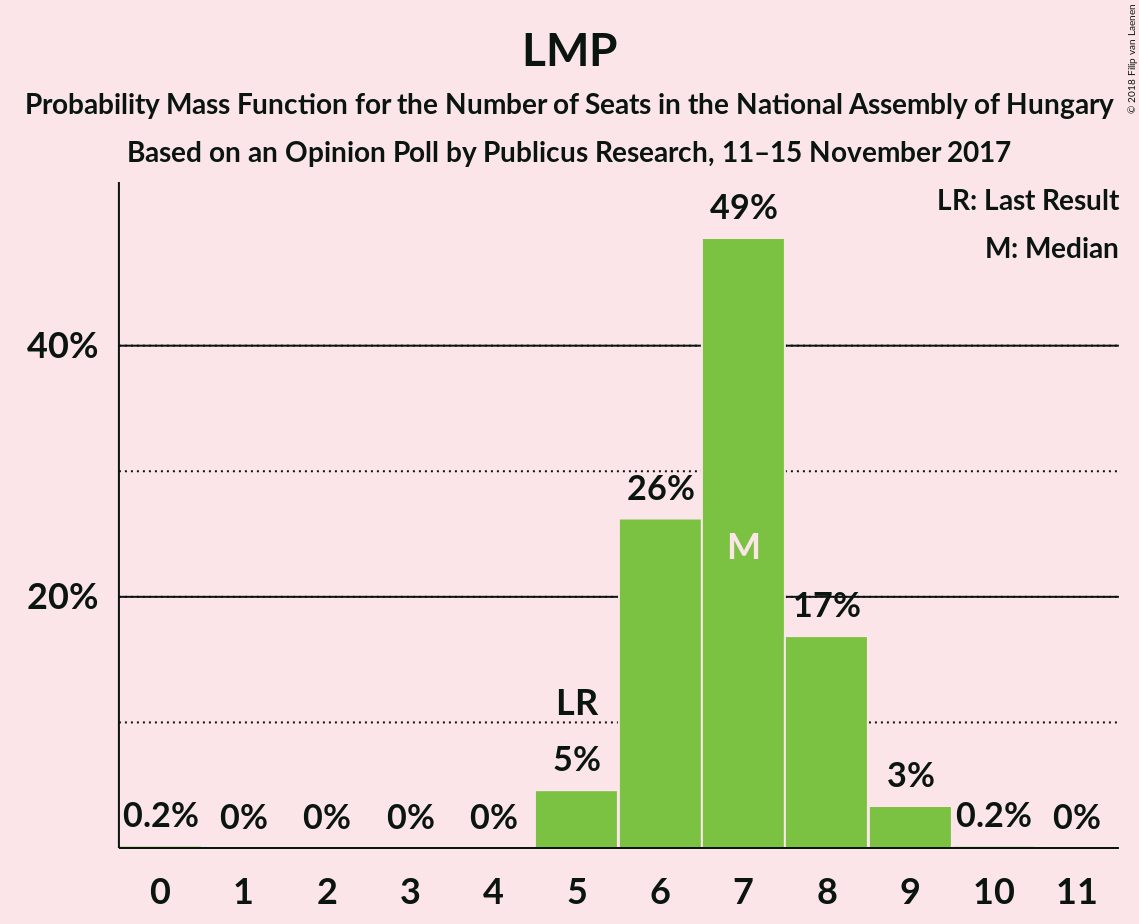 © 2018 Filip van Laenen
LMP
Probability Mass Function for the Number of Seats in the National Assembly of Hungary
Based on an Opinion Poll by Publicus Research, 11–15 November 2017
LR: Last Result
M: Median
49%
40%
26%
M
20%
17%
LR
5%
3%
0.2% 0% 0% 0% 0% 0.2% 0%
0 1 2 3 4 5 6 7 8 9 10 11